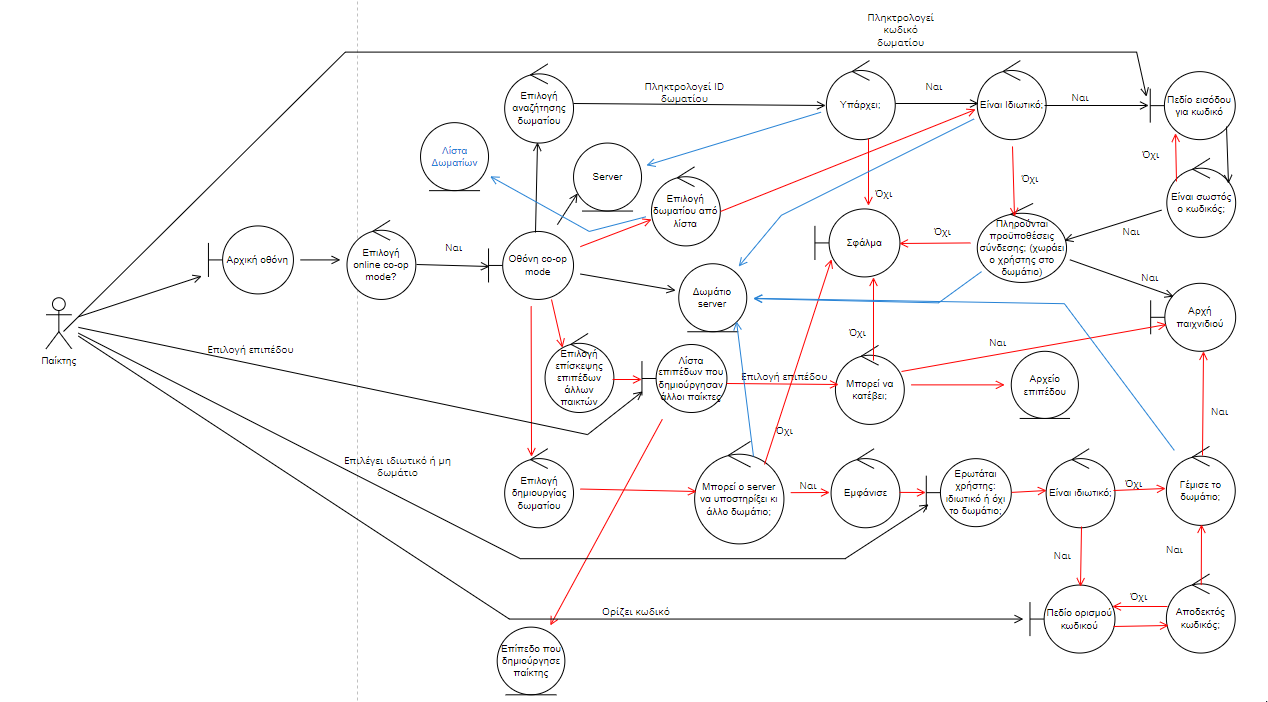 Πληκτρολογεί
κωδικό
δωματίου
Επιλογή
αναζήτησης
δωματίου
Πληκτρολογεί ID
δωματίου
Υπάρχει;
Ναι
Είναι Ιδιωτικό;
Ναι
Πεδίο εισόδου
για κωδικό
Λίστα
Δωματίων
Server
Επιλογή
δωματίου από
λίστα
Όχι
Όχι
Όχι
Είναι σωστός
ο κωδικός;
Ναι
Αρχική οθόνη
Επιλογή
online co-op
mode?
Ναι
Οθόνη co-op
mode
Σφάλμα
Όχι
Πληρούνται
προϋποθέσεις
σύνδεσης; (χωράει
ο χρήστης στο
δωμάτιο)
Ναι
Δωμάτιο
server
Αρχή
παιχνιδιού
Παίκτης
Επιλογή επιπέδου
Επιλογή
επίσκεψης
επιπέδων
άλλων
παικτών
Λίστα
επιπέδων που
δημιούργησαν
άλλοι παίκτες
Επιλογή επιπέδου
Όχι
Μπορεί να
κατέβει;
Ναι
Αρχείο
επιπέδου
Όχι
Ναι
Επιλέγει ιδιωτικό ή μη
δωμάτιο
Επιλογή
δημιουργίας
δωματίου
Μπορεί ο server
να υποστηρίξει κι
άλλο δωμάτιο;
Ναι
Εμφάνισε
Ερωτάται
χρήστης:
ιδιωτικό ή όχι
το δωμάτιο;
Είναι ιδιωτικό;
Όχι
Γέμισε το
δωμάτιο;
Ναι
Ναι
Ορίζει κωδικό
Πεδίο ορισμού
κωδικού
Όχι
Αποδεκτός
κωδικός;
Επίπεδο που
δημιούργησε
παίκτης